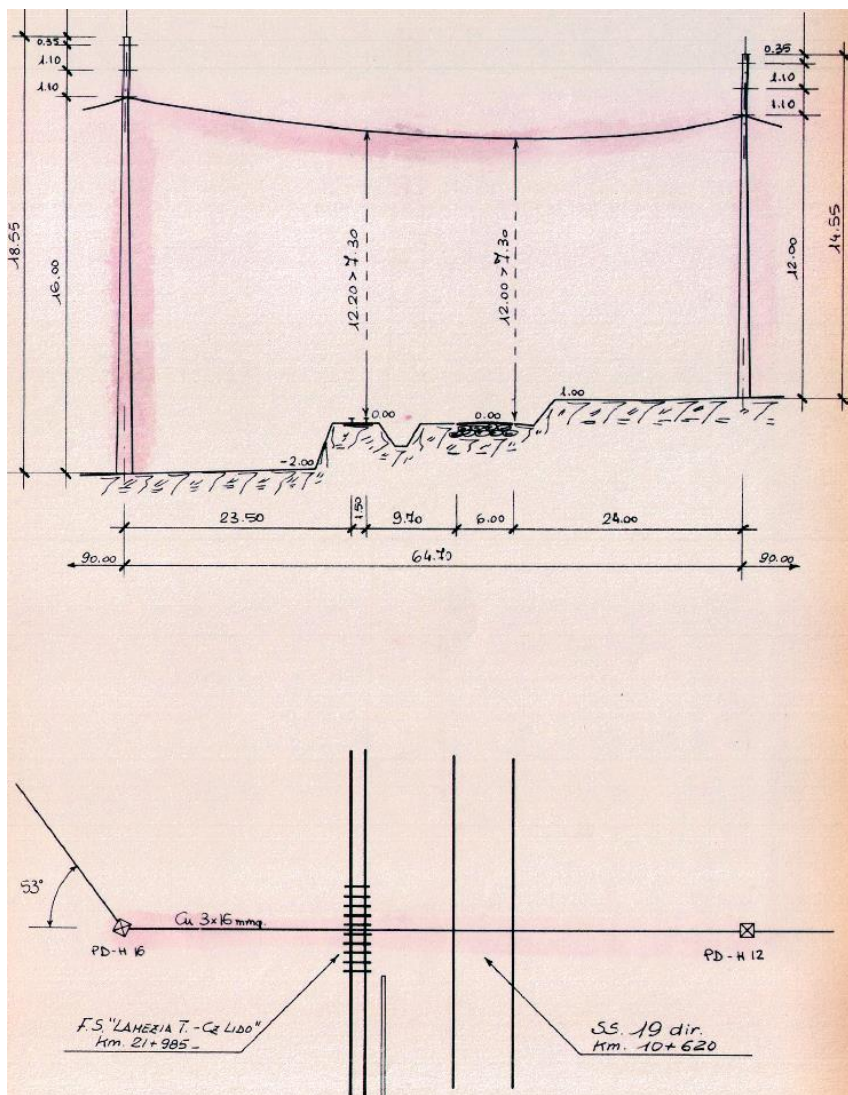 0.35
1.10
1.10
18.55
16.00
12.20 > 7.30
12.00 > 7.30
0.35
1.10
1.10
12.00
14.55
0.00
0.00
1.00
-2.00
23.50
1.50
9.70
6.00
24.00
90.00
64.70
90.00
53°
Cu 3x16 mmq.
PD-H 16
PD-H 12
F.S. "LAMEZIA T. - CZ LIDO"
Km. 21+985-
SS. 19 dir.
Km. 10+620